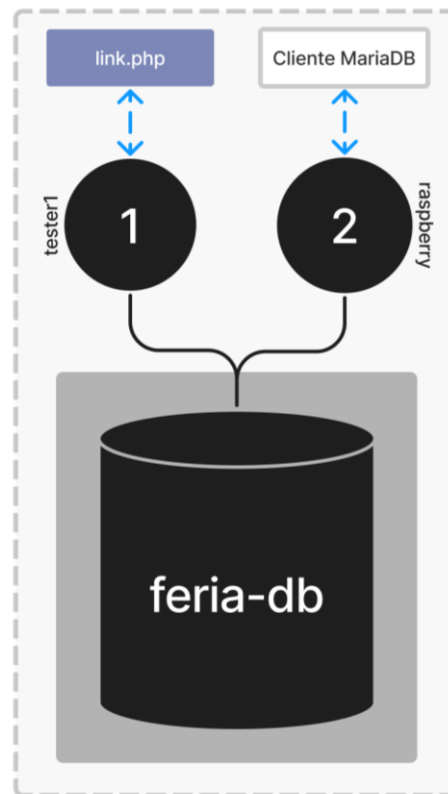 link.php
Cliente MariaDB
tester1
1
2
raspberry
feria-db